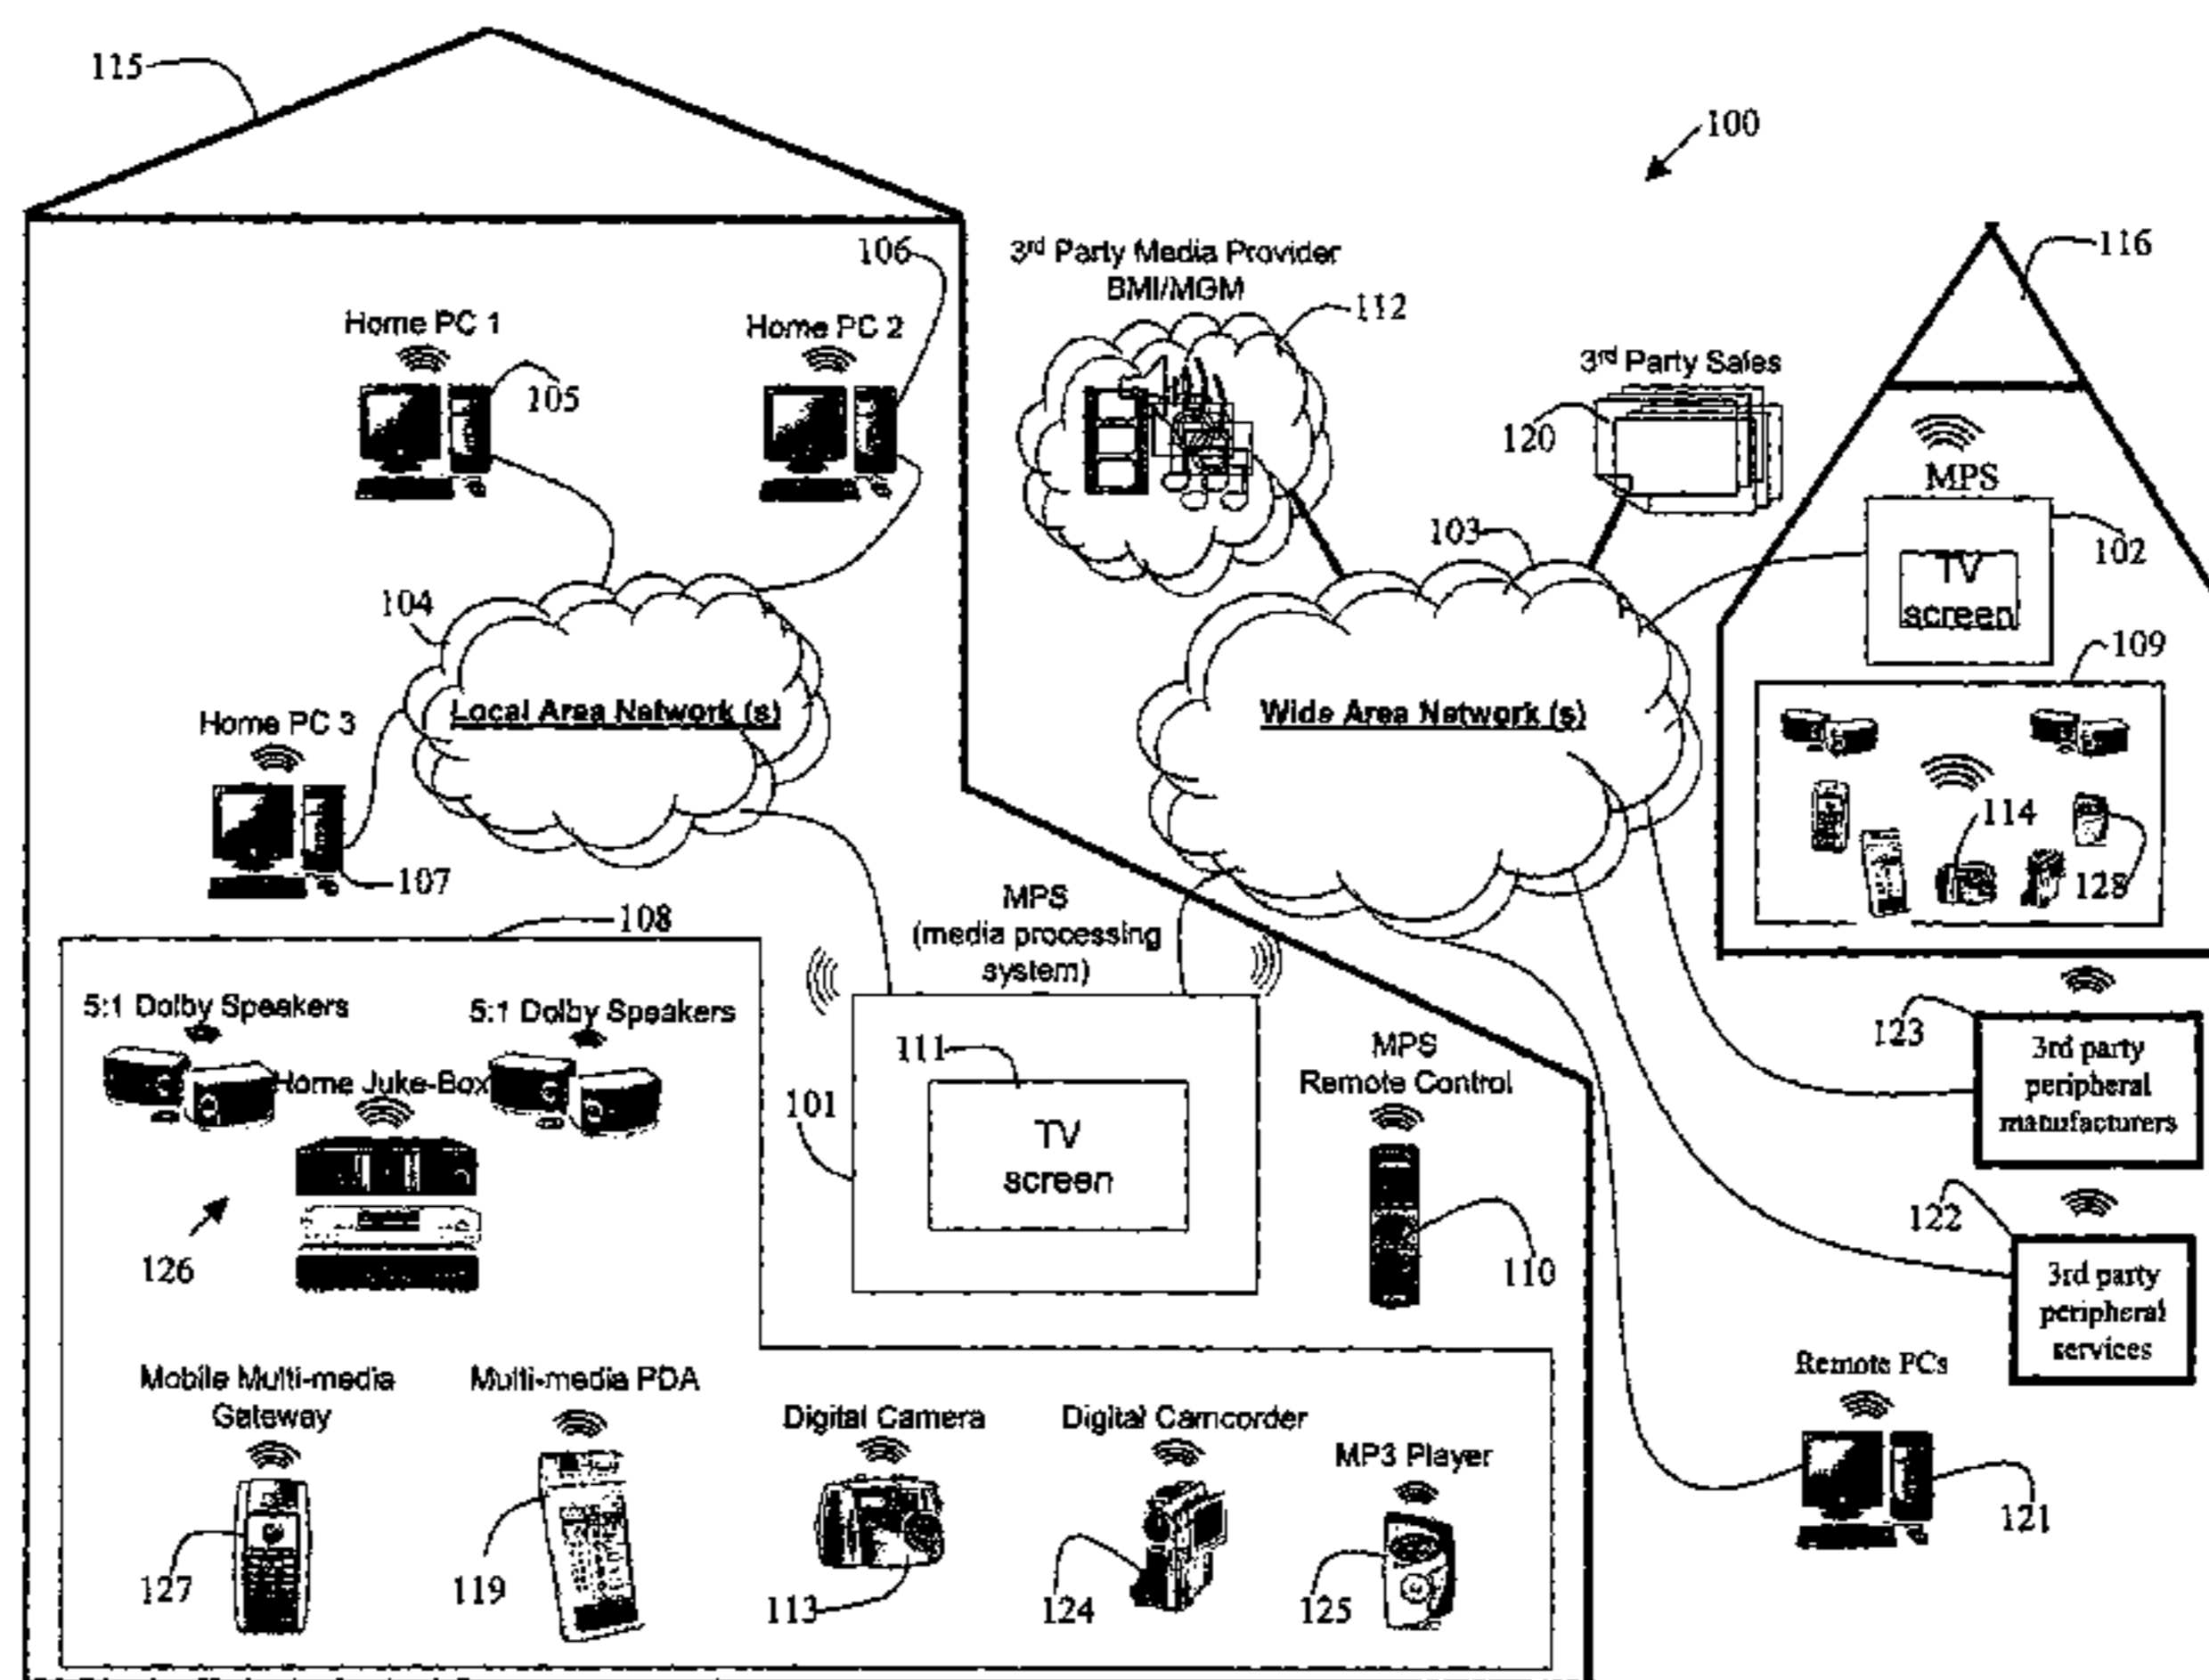 115
100
106
3rd Party Media Provider
BMI/MGM
116
112
Home PC 1
Home PC 2
3rd Party Sales
105
120
MPS
103
102
TV
screen
104
109
Local Area Network (s)
Wide Area Network (s)
Home PC 3
114
128
107
MPS
(media processing
system)
108
5:1 Dolby Speakers
5:1 Dolby Speakers
Home Juke-Box
111
101
TV
screen
MPS
Remote Control
123
3rd party
peripheral
manufacturers
126
110
122
3rd party
peripheral
services
Mobile Multi-media
Gateway
Multi-media PDA
Digital Camera
Digital Camcorder
MP3 Player
Remote PCs
121
127
119
113
124
125